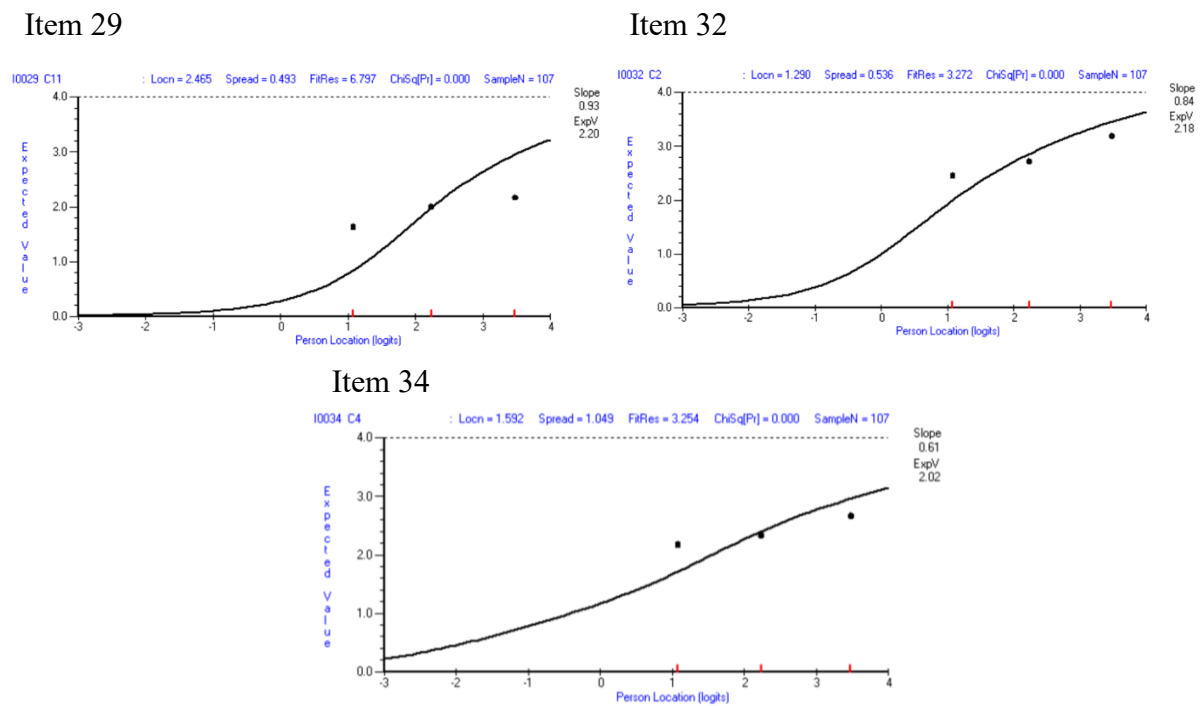 Item 29
I0029 C11 : Locn = 2.465 Spread = 0.493 FitRes = 6.797 ChiSq[Pr] = 0.000 SampleN = 107
Slope
0.93
ExpV
2.20
Expected Value
4.0
3.0
2.0
1.0
0.0
-3 -2 -1 0 1 2 3 4
Person Location (logits)
Item 32
I0032 C2 : Locn = 1.290 Spread = 0.536 FitRes = 3.272 ChiSq[Pr] = 0.000 SampleN = 107
Slope
0.84
ExpV
2.18
Expected Value
4.0
3.0
2.0
1.0
0.0
-3 -2 -1 0 1 2 3 4
Person Location (logits)
Item 34
I0034 C4 : Locn = 1.592 Spread = 1.049 FitRes = 3.254 ChiSq[Pr] = 0.000 SampleN = 107
Slope
0.61
ExpV
2.02
Expected Value
4.0
3.0
2.0
1.0
0.0
-3 -2 -1 0 1 2 3 4
Person Location (logits)